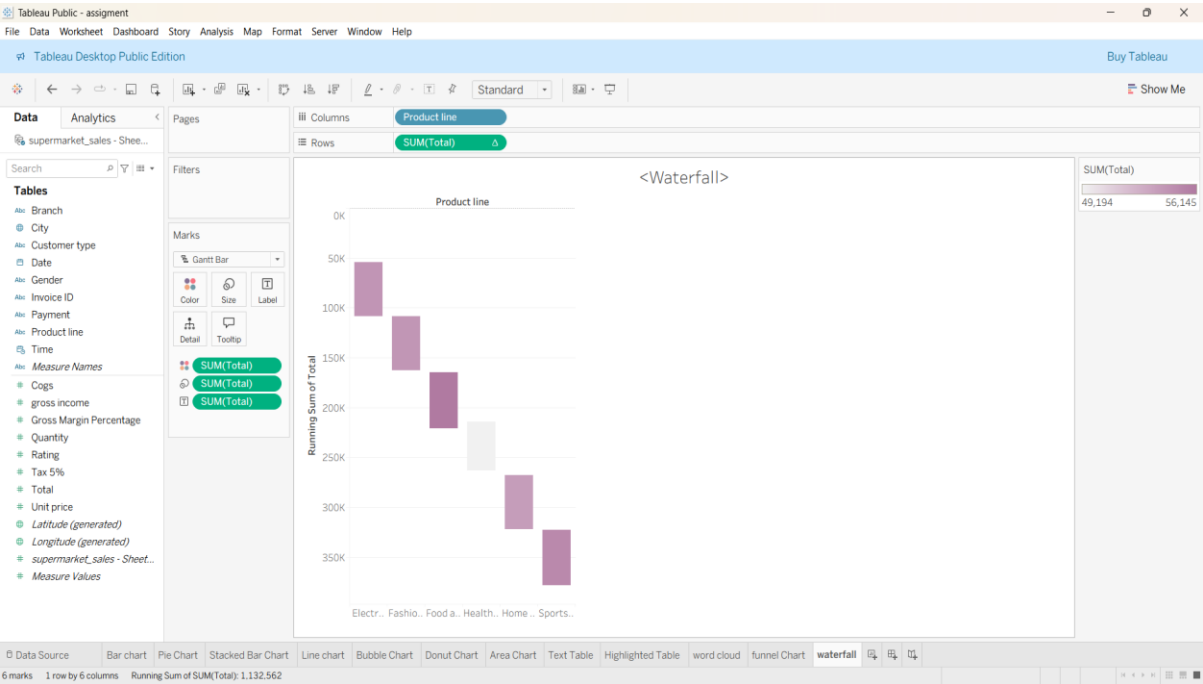 Tableau Public - assigment
File Data Worksheet Dashboard Story Analysis Map Format Server Window Help
Tableau Desktop Public Edition Buy Tableau
Standard Show Me
Data Analytics Pages Columns Product line
supermarket_sales - Shee... Rows SUM(Total) Δ
Search Filters
<Waterfall>
SUM(Total)
49,194 56,145
Tables
Abc Branch
City
Abc Customer type
Date
Abc Gender
Abc Invoice ID
Abc Payment
Abc Product line
Time
Abc Measure Names
# Cogs
# gross income
# Gross Margin Percentage
# Quantity
# Rating
# Tax 5%
# Total
# Unit price
Latitude (generated)
Longitude (generated)
# supermarket_sales - Sheet...
# Measure Values
Marks
Gantt Bar
Color Size Label
Detail Tooltip
SUM(Total)
SUM(Total)
SUM(Total)
Product line
Running Sum of Total
0K
50K
100K
150K
200K
250K
300K
350K
Electr.. Fashio.. Food a.. Health.. Home .. Sports..
Data Source Bar chart Pie Chart Stacked Bar Chart Line chart Bubble Chart Donut Chart Area Chart Text Table Highlighted Table word cloud funnel Chart waterfall
6 marks 1 row by 6 columns Running Sum of SUM(Total): 1,132,562